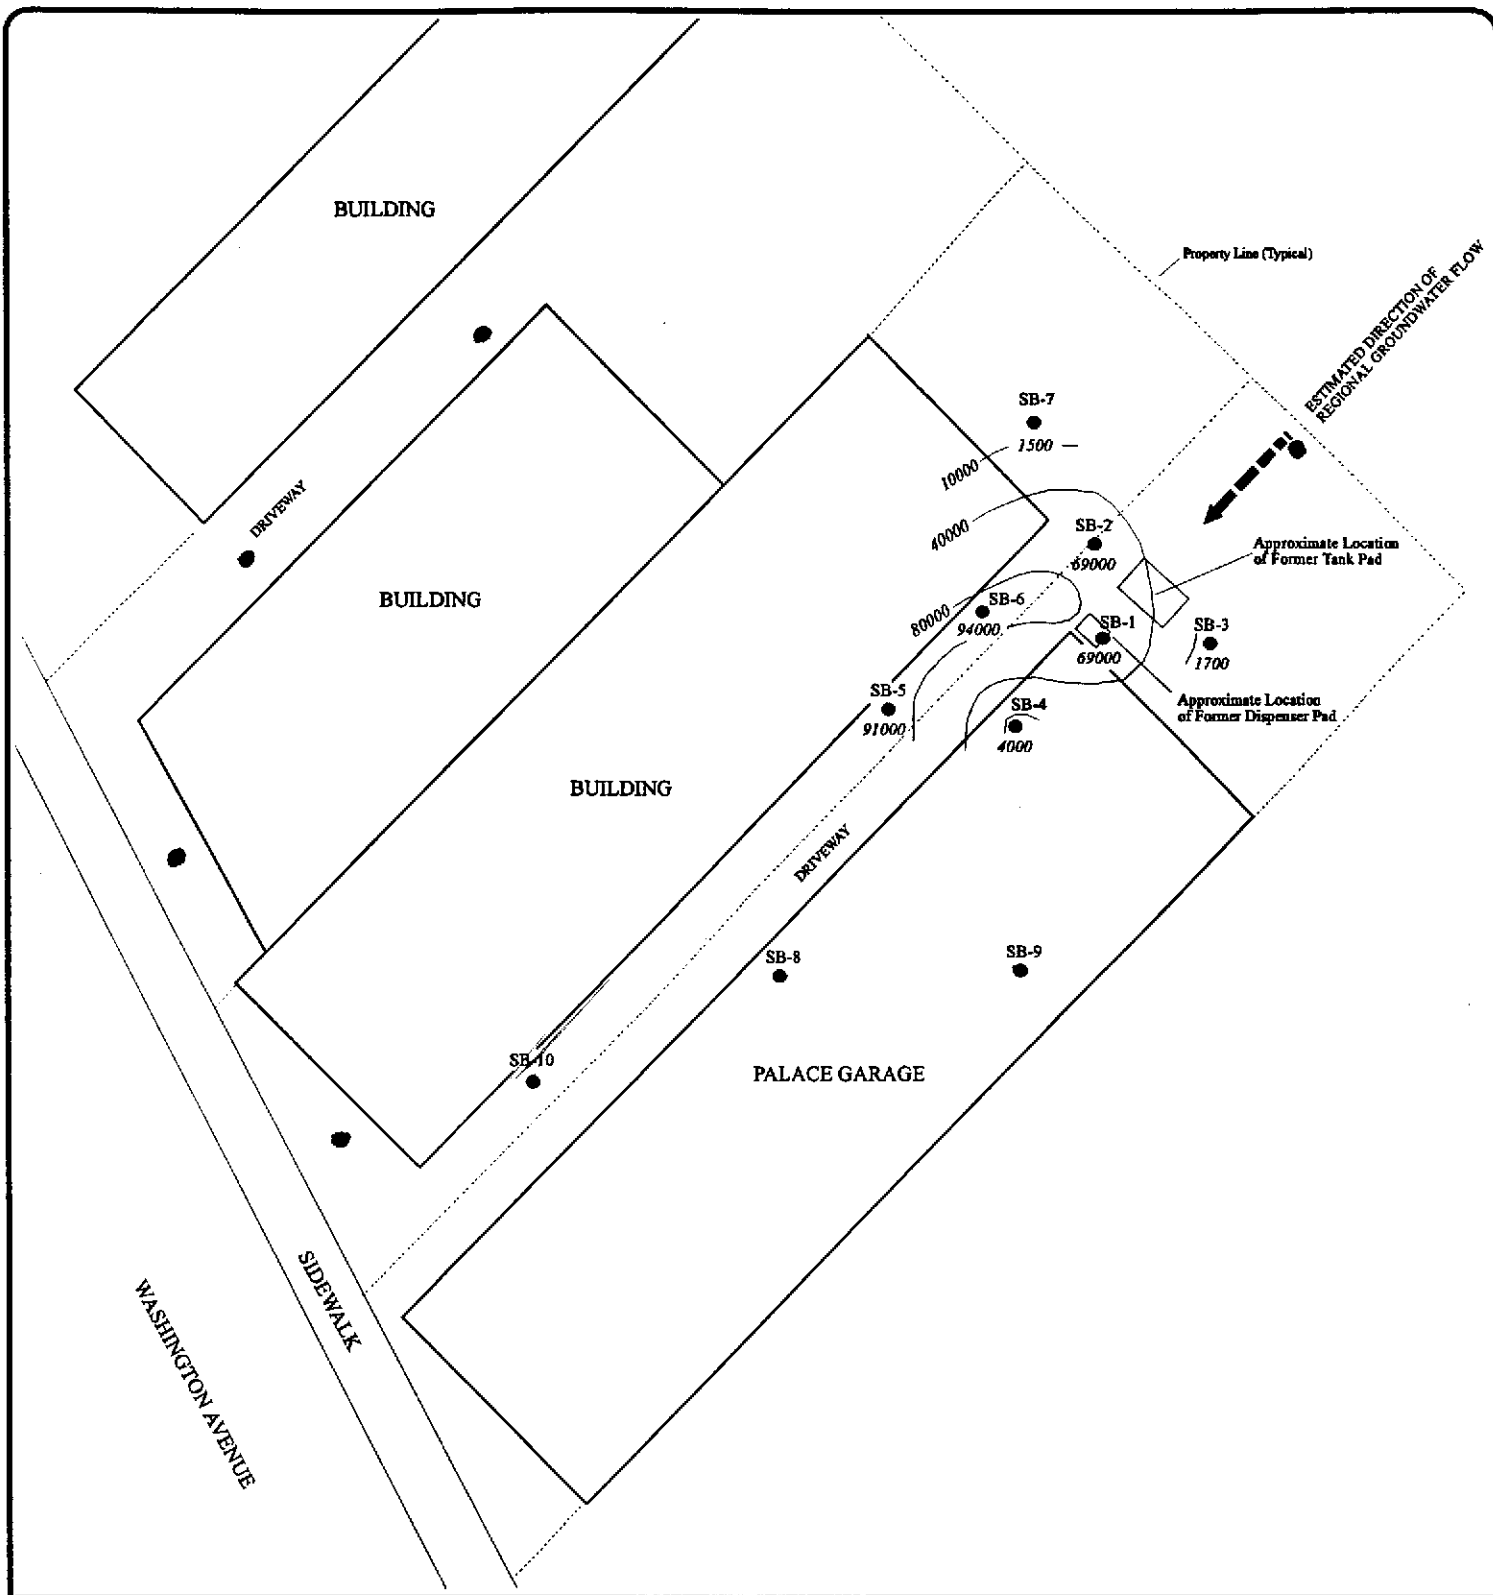 BUILDING
Property Line (Typical)
ESTIMATED DIRECTION OF
REGIONAL GROUNDWATER FLOW
SB-7
1500
10000
DRIVEWAY
40000
SB-2
69000
Approximate Location
of Former Tank Pad
BUILDING
80000
SB-6
94000
SB-1
69000
SB-3
1700
SB-5
91000
SB-4
4000
Approximate Location
of Former Dispenser Pad
BUILDING
DRIVEWAY
SB-8
SB-9
SB-10
PALACE GARAGE
SIDEWALK
WASHINGTON AVENUE